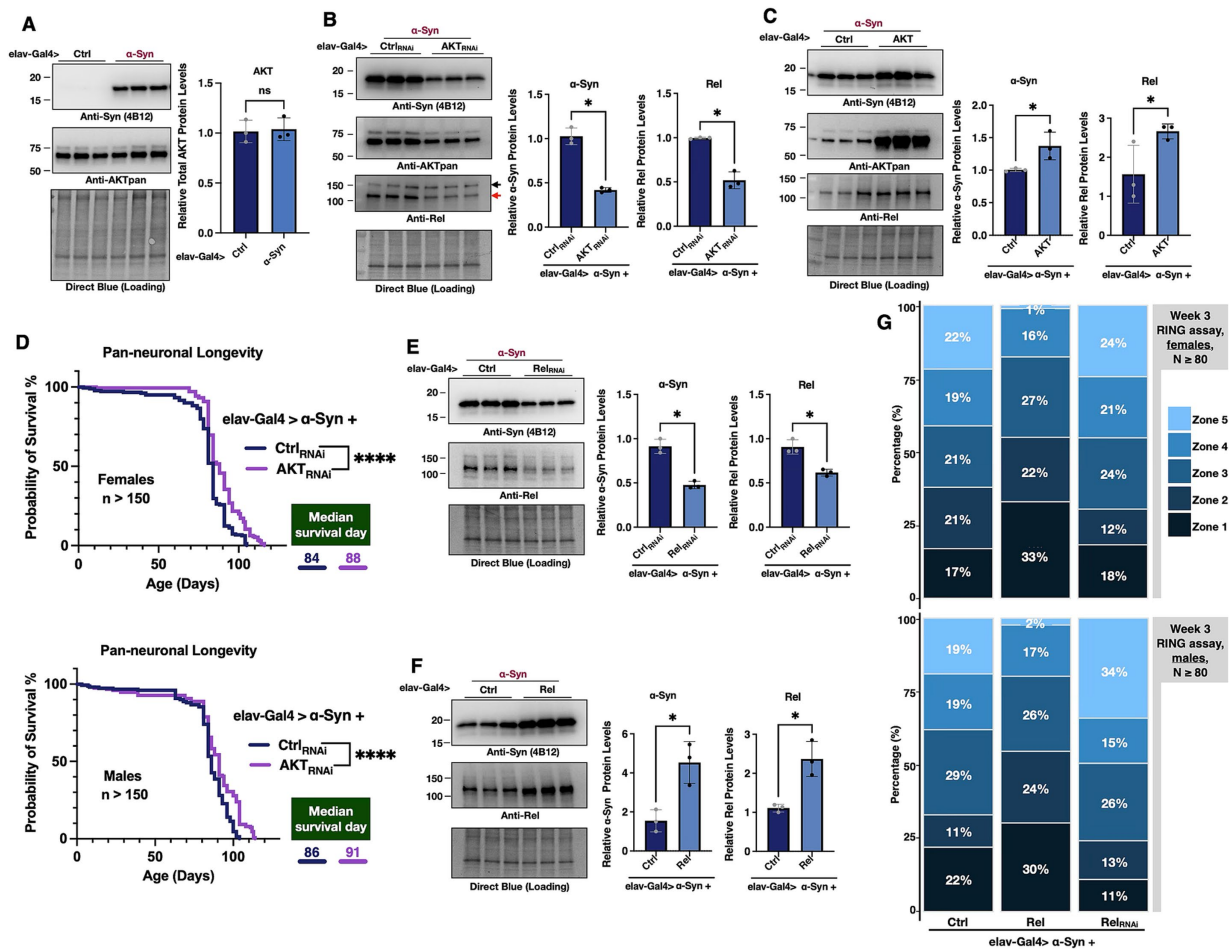 A
elav-Gal4>
Ctrl
α-Syn
20
15
Anti-Syn (4B12)
75
50
Anti-AKTpan
Direct Blue (Loading)
AKT
ns
Relative Total AKT Protein Levels
1.5
1.0
0.5
0.0
elav-Gal4>
Ctrl
α-Syn
B
α-Syn
elav-Gal4>
CtrlRNAi
AKTRNAi
20
15
Anti-Syn (4B12)
75
50
Anti-AKTpan
150
100
Anti-Rel
Direct Blue (Loading)
α-Syn
*
Relative α-Syn Protein Levels
1.5
1.0
0.5
0.0
CtrlRNAi
AKTRNAi
elav-Gal4> α-Syn +
Rel
*
Relative Rel Protein Levels
1.5
1.0
0.5
0.0
CtrlRNAi
AKTRNAi
elav-Gal4> α-Syn +
C
α-Syn
elav-Gal4>
Ctrl
AKT
20
15
Anti-Syn (4B12)
75
50
Anti-AKTpan
150
100
Anti-Rel
Direct Blue (Loading)
α-Syn
*
Relative α-Syn Protein Levels
2.0
1.5
1.0
0.5
0.0
Ctrl
AKT
Rel
*
Relative Rel Protein Levels
3
2
1
0
Ctrl
AKT
elav-Gal4> α-Syn +
D
Pan-neuronal Longevity
Probability of Survival %
100
50
0
elav-Gal4 > α-Syn +
CtrlRNAi
AKTRNAi
****
Females
n > 150
Median
survival day
84 88
0 50 100
Age (Days)
Pan-neuronal Longevity
Probability of Survival %
100
50
0
elav-Gal4 > α-Syn +
CtrlRNAi
AKTRNAi
****
Males
n > 150
Median
survival day
86 91
0 50 100
Age (Days)
E
α-Syn
elav-Gal4>
Ctrl
RelRNAi
20
15
Anti-Syn (4B12)
150
100
Anti-Rel
Direct Blue (Loading)
α-Syn
*
Relative α-Syn Protein Levels
1.5
1.0
0.5
0.0
CtrlRNAi
RelRNAi
elav-Gal4> α-Syn +
Rel
*
Relative Rel Protein Levels
1.5
1.0
0.5
0.0
CtrlRNAi
RelRNAi
elav-Gal4> α-Syn +
F
α-Syn
elav-Gal4>
Ctrl
Rel
20
15
Anti-Syn (4B12)
150
100
Anti-Rel
Direct Blue (Loading)
α-Syn
*
Relative α-Syn Protein Levels
6
4
2
0
Ctrl
Rel
elav-Gal4> α-Syn +
Rel
*
Relative Rel Protein Levels
3
2
1
0
Ctrl
Rel
elav-Gal4> α-Syn +
G
Percentage (%)
100
75
50
25
0
22%
19%
21%
21%
17%
1%
16%
27%
22%
33%
24%
21%
24%
12%
18%
Week 3
RING assay,
females,
N ≥ 80
Zone 5
Zone 4
Zone 3
Zone 2
Zone 1
Percentage (%)
100
75
50
25
0
19%
19%
29%
11%
22%
2%
17%
26%
24%
30%
34%
15%
26%
13%
11%
Week 3
RING assay,
males,
N ≥ 80
Ctrl
Rel
RelRNAi
elav-Gal4> α-Syn +